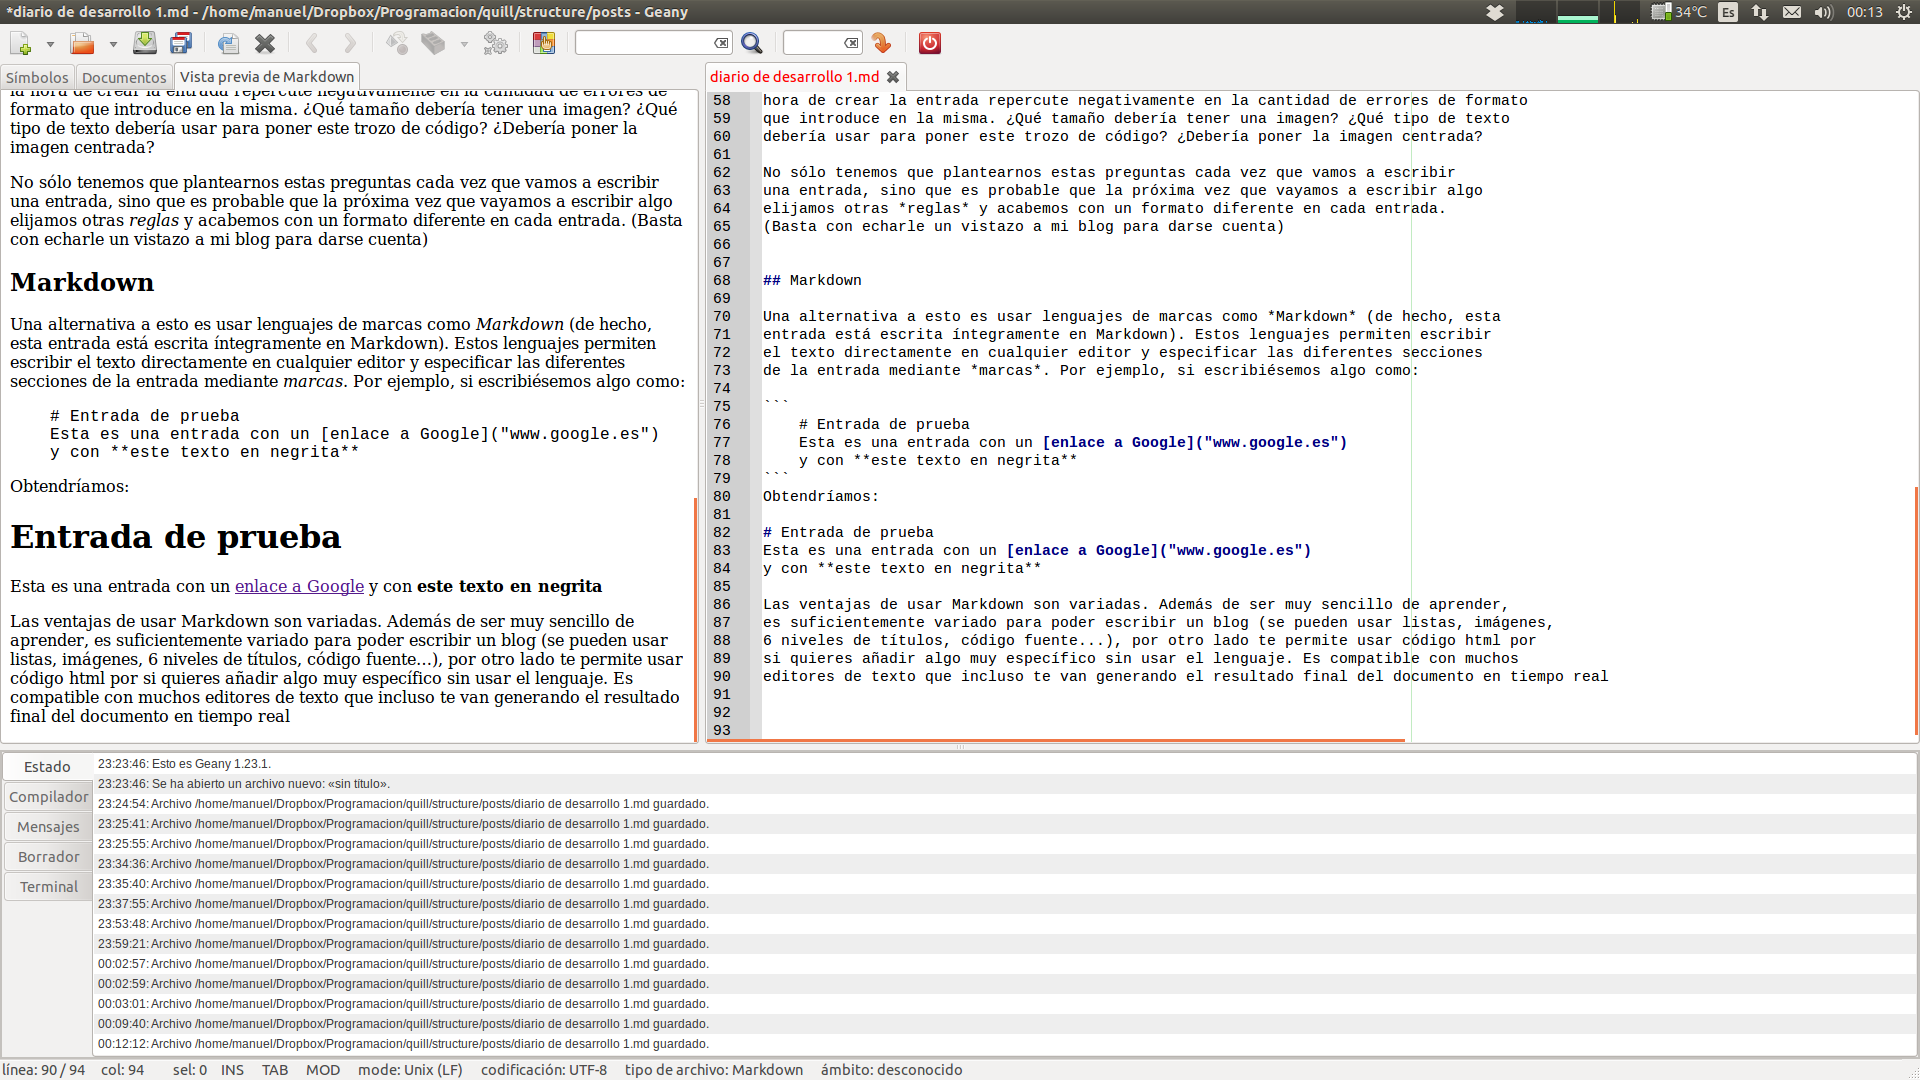 *diario de desarrollo 1.md - /home/manuel/Dropbox/Programacion/quill/structure/posts - Geany
34°C Es 00:13
Símbolos Documentos Vista previa de Markdown
la hora de crear la entrada repercute negativamente en la cantidad de errores de
formato que introduce en la misma. ¿Qué tamaño debería tener una imagen? ¿Qué
tipo de texto debería usar para poner este trozo de código? ¿Debería poner la
imagen centrada?
No sólo tenemos que plantearnos estas preguntas cada vez que vamos a escribir
una entrada, sino que es probable que la próxima vez que vayamos a escribir algo
elijamos otras reglas y acabemos con un formato diferente en cada entrada. (Basta
con echarle un vistazo a mi blog para darse cuenta)
Markdown
Una alternativa a esto es usar lenguajes de marcas como Markdown (de hecho,
esta entrada está escrita íntegramente en Markdown). Estos lenguajes permiten
escribir el texto directamente en cualquier editor y especificar las diferentes
secciones de la entrada mediante marcas. Por ejemplo, si escribiésemos algo como:
# Entrada de prueba
Esta es una entrada con un [enlace a Google]("www.google.es")
y con **este texto en negrita**
Obtendríamos:
Entrada de prueba
Esta es una entrada con un enlace a Google y con este texto en negrita
Las ventajas de usar Markdown son variadas. Además de ser muy sencillo de
aprender, es suficientemente variado para poder escribir un blog (se pueden usar
listas, imágenes, 6 niveles de títulos, código fuente...), por otro lado te permite usar
código html por si quieres añadir algo muy específico sin usar el lenguaje. Es
compatible con muchos editores de texto que incluso te van generando el resultado
final del documento en tiempo real
diario de desarrollo 1.md
58 hora de crear la entrada repercute negativamente en la cantidad de errores de formato
59 que introduce en la misma. ¿Qué tamaño debería tener una imagen? ¿Qué tipo de texto
60 debería usar para poner este trozo de código? ¿Debería poner la imagen centrada?
61
62 No sólo tenemos que plantearnos estas preguntas cada vez que vamos a escribir
63 una entrada, sino que es probable que la próxima vez que vayamos a escribir algo
64 elijamos otras *reglas* y acabemos con un formato diferente en cada entrada.
65 (Basta con echarle un vistazo a mi blog para darse cuenta)
66
67
68 ## Markdown
69
70 Una alternativa a esto es usar lenguajes de marcas como *Markdown* (de hecho, esta
71 entrada está escrita íntegramente en Markdown). Estos lenguajes permiten escribir
72 el texto directamente en cualquier editor y especificar las diferentes secciones
73 de la entrada mediante *marcas*. Por ejemplo, si escribiésemos algo como:
74
75 ```
76 # Entrada de prueba
77 Esta es una entrada con un [enlace a Google]("www.google.es")
78 y con **este texto en negrita**
79 ```
80 Obtendríamos:
81
82 # Entrada de prueba
83 Esta es una entrada con un [enlace a Google]("www.google.es")
84 y con **este texto en negrita**
85
86 Las ventajas de usar Markdown son variadas. Además de ser muy sencillo de aprender,
87 es suficientemente variado para poder escribir un blog (se pueden usar listas, imágenes,
88 6 niveles de títulos, código fuente...), por otro lado te permite usar código html por
89 si quieres añadir algo muy específico sin usar el lenguaje. Es compatible con muchos
90 editores de texto que incluso te van generando el resultado final del documento en tiempo real
91
92
93
Estado
Compilador
Mensajes
Borrador
Terminal
23:23:46: Esto es Geany 1.23.1.
23:23:46: Se ha abierto un archivo nuevo: «sin título».
23:24:54: Archivo /home/manuel/Dropbox/Programacion/quill/structure/posts/diario de desarrollo 1.md guardado.
23:25:41: Archivo /home/manuel/Dropbox/Programacion/quill/structure/posts/diario de desarrollo 1.md guardado.
23:25:55: Archivo /home/manuel/Dropbox/Programacion/quill/structure/posts/diario de desarrollo 1.md guardado.
23:34:36: Archivo /home/manuel/Dropbox/Programacion/quill/structure/posts/diario de desarrollo 1.md guardado.
23:35:40: Archivo /home/manuel/Dropbox/Programacion/quill/structure/posts/diario de desarrollo 1.md guardado.
23:37:55: Archivo /home/manuel/Dropbox/Programacion/quill/structure/posts/diario de desarrollo 1.md guardado.
23:53:48: Archivo /home/manuel/Dropbox/Programacion/quill/structure/posts/diario de desarrollo 1.md guardado.
23:59:21: Archivo /home/manuel/Dropbox/Programacion/quill/structure/posts/diario de desarrollo 1.md guardado.
00:02:57: Archivo /home/manuel/Dropbox/Programacion/quill/structure/posts/diario de desarrollo 1.md guardado.
00:02:59: Archivo /home/manuel/Dropbox/Programacion/quill/structure/posts/diario de desarrollo 1.md guardado.
00:03:01: Archivo /home/manuel/Dropbox/Programacion/quill/structure/posts/diario de desarrollo 1.md guardado.
00:09:40: Archivo /home/manuel/Dropbox/Programacion/quill/structure/posts/diario de desarrollo 1.md guardado.
00:12:12: Archivo /home/manuel/Dropbox/Programacion/quill/structure/posts/diario de desarrollo 1.md guardado.
línea: 90 / 94 col: 94 sel: 0 INS TAB MOD mode: Unix (LF) codificación: UTF-8 tipo de archivo: Markdown ámbito: desconocido